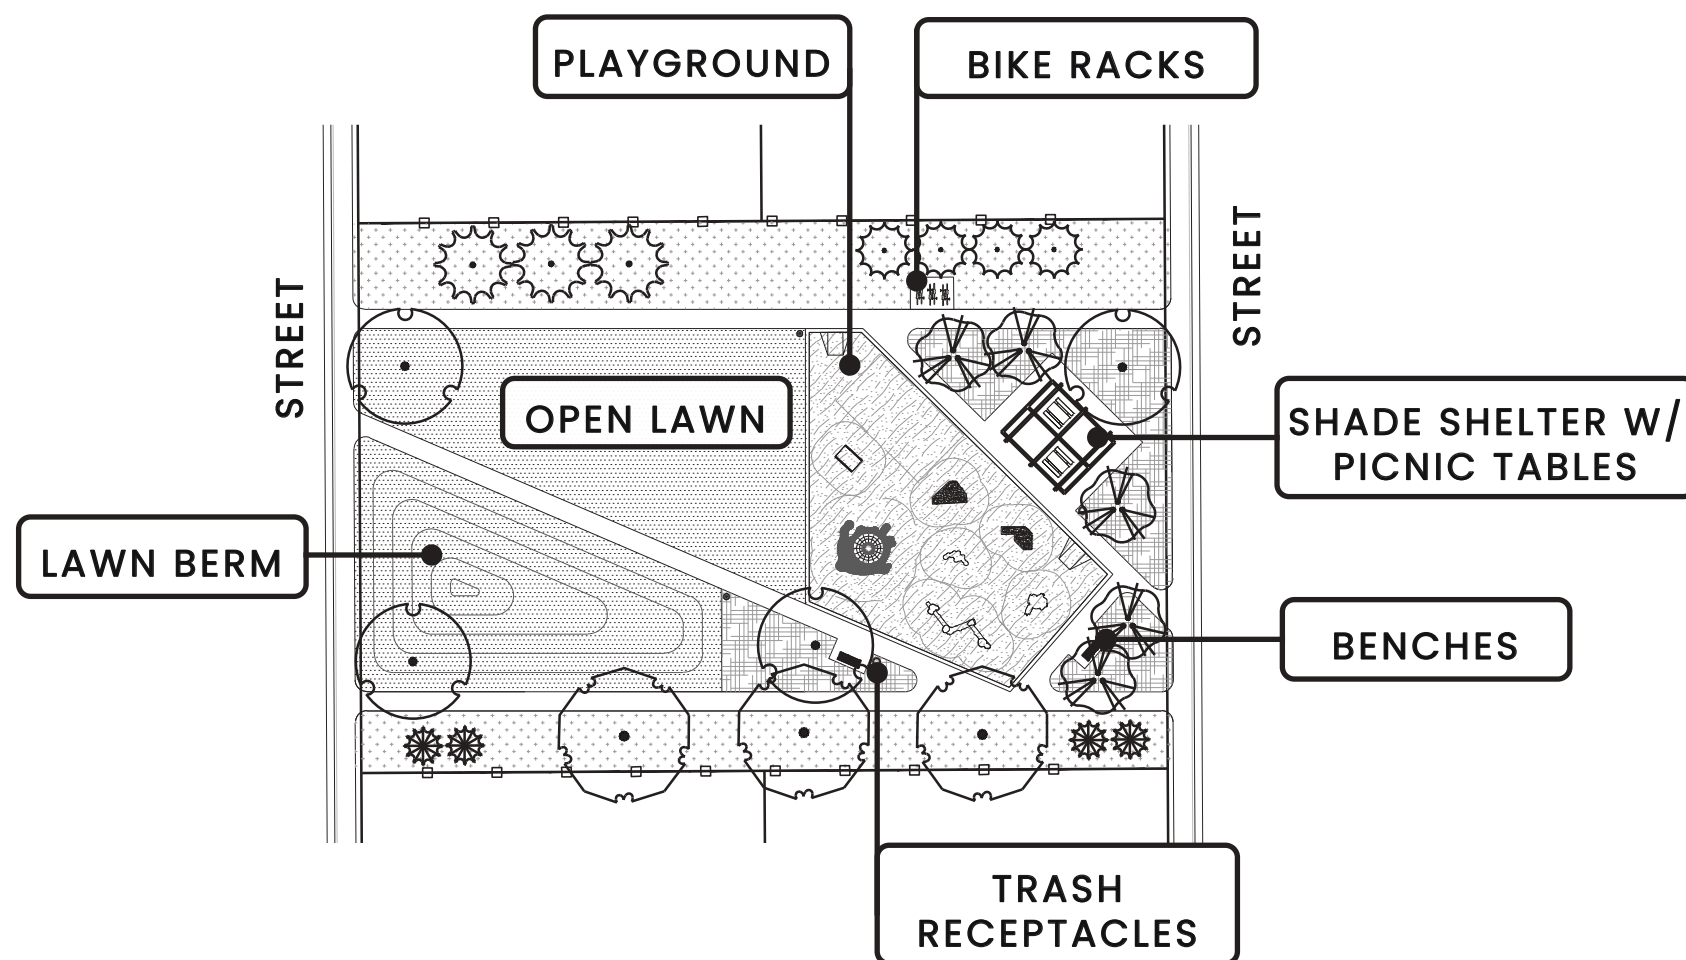 PLAYGROUND
BIKE RACKS
STREET
STREET
OPEN LAWN
SHADE SHELTER W/
PICNIC TABLES
LAWN BERM
BENCHES
TRASH
RECEPTACLES